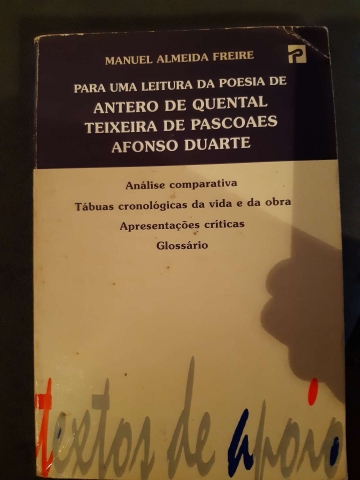 MANUEL ALMEIDA FREIRE
PARA UMA LEITURA DA POESIA DE
ANTERO DE QUENTAL
TEIXEIRA DE PASCOAES
AFONSO DUARTE
Análise comparativa
Tábuas cronológicas da vida e da obra
Apresentações críticas
Glossário
textos de apoio